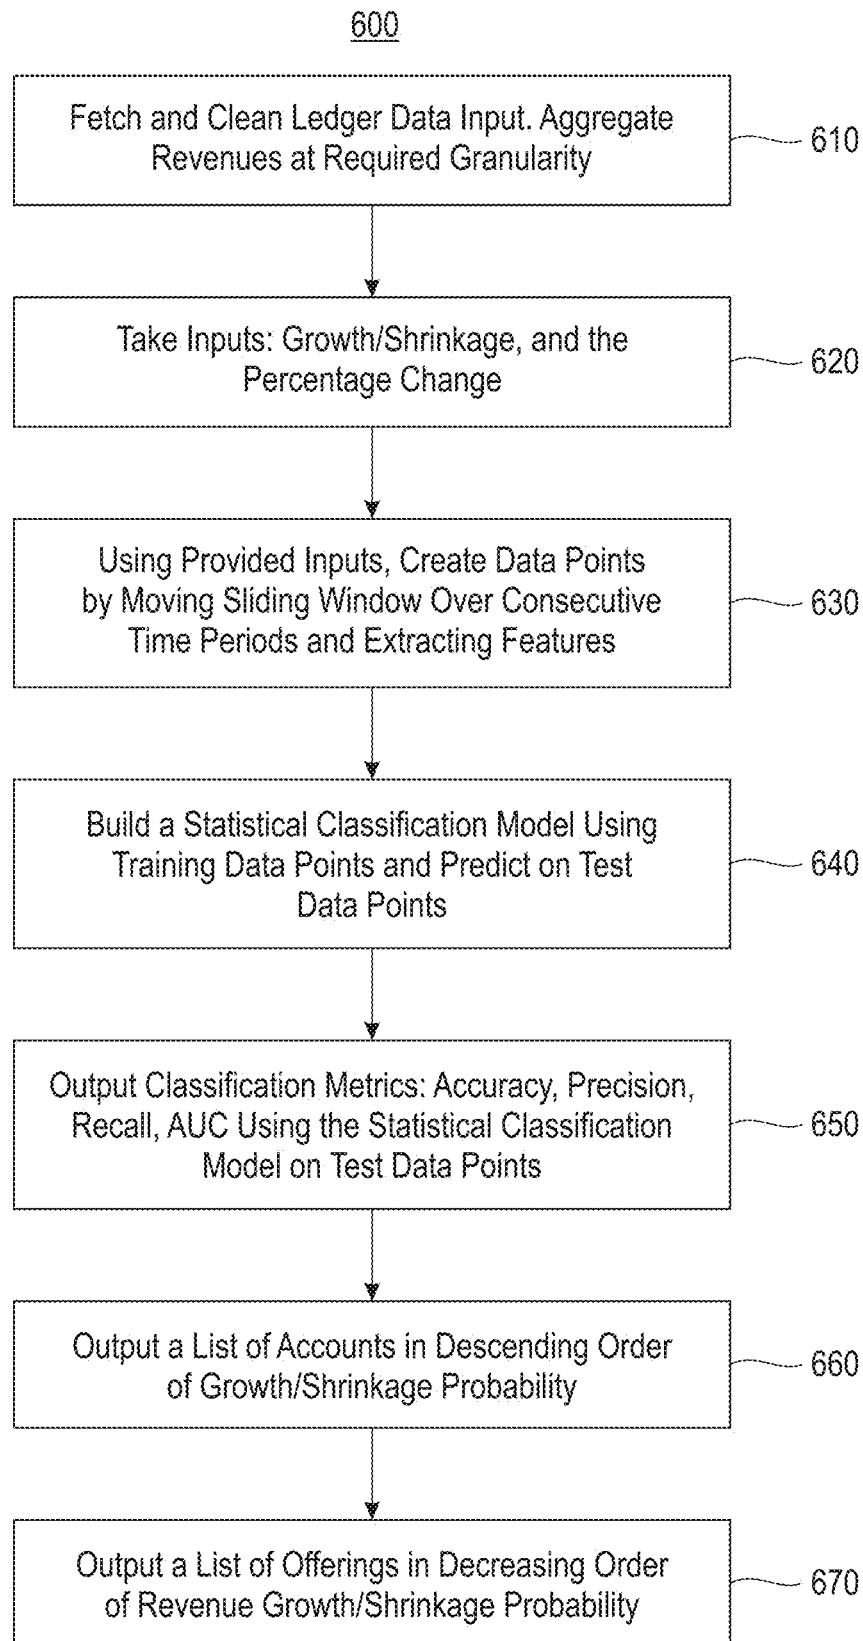 600
Fetch and Clean Ledger Data Input. Aggregate
Revenues at Required Granularity
610
Take Inputs: Growth/Shrinkage, and the
Percentage Change
620
Using Provided Inputs, Create Data Points
by Moving Sliding Window Over Consecutive
Time Periods and Extracting Features
630
Build a Statistical Classification Model Using
Training Data Points and Predict on Test
Data Points
640
Output Classification Metrics: Accuracy, Precision,
Recall, AUC Using the Statistical Classification
Model on Test Data Points
650
Output a List of Accounts in Descending Order
of Growth/Shrinkage Probability
660
Output a List of Offerings in Decreasing Order
of Revenue Growth/Shrinkage Probability
670